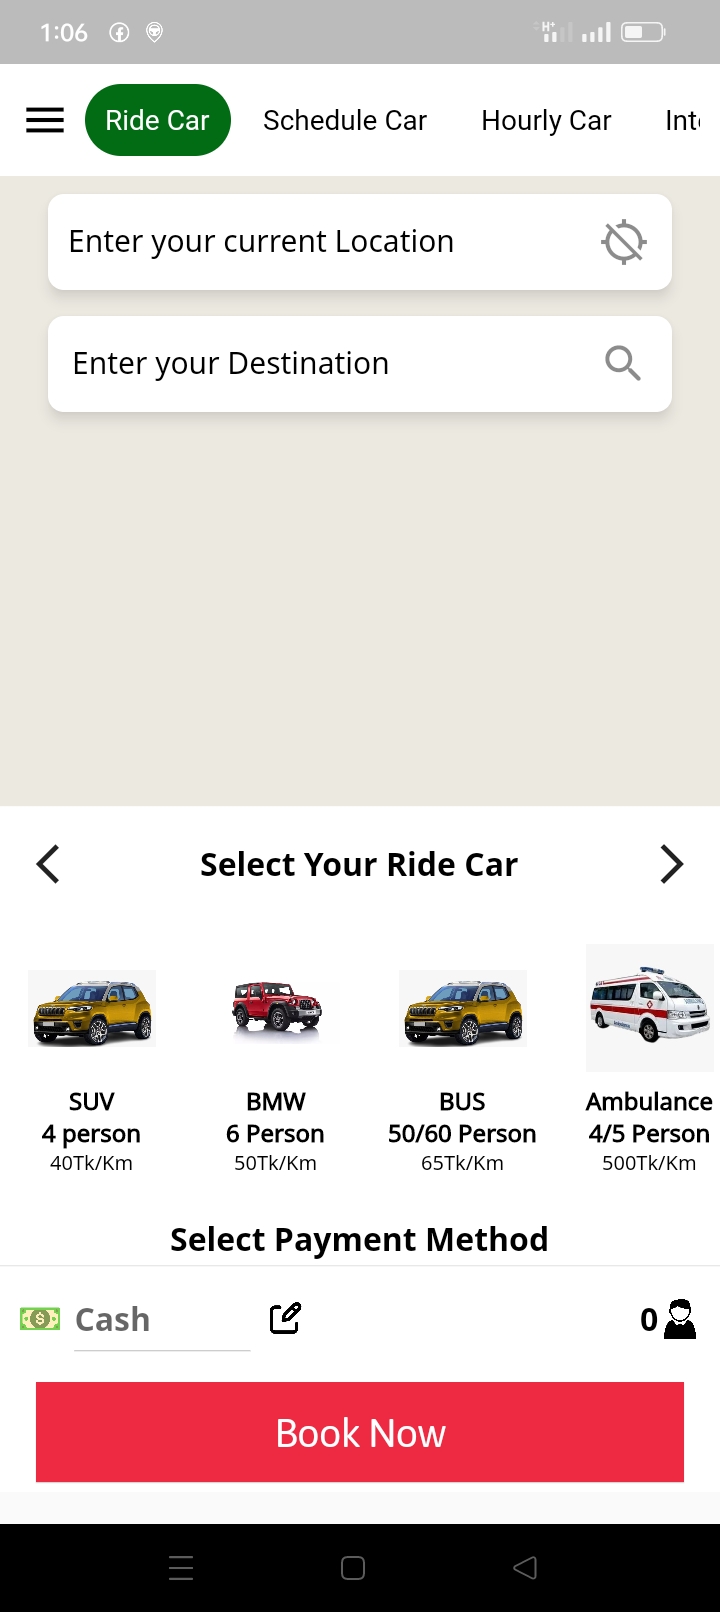 1:06
H+
Ride Car Schedule Car Hourly Car
Enter your current Location
Enter your Destination
Select Your Ride Car
SUV BMW BUS Ambulance
4 person 6 Person 50/60 Person 4/5 Person
40Tk/Km 50Tk/Km 65Tk/Km 500Tk/Km
Select Payment Method
Cash 0
Book Now